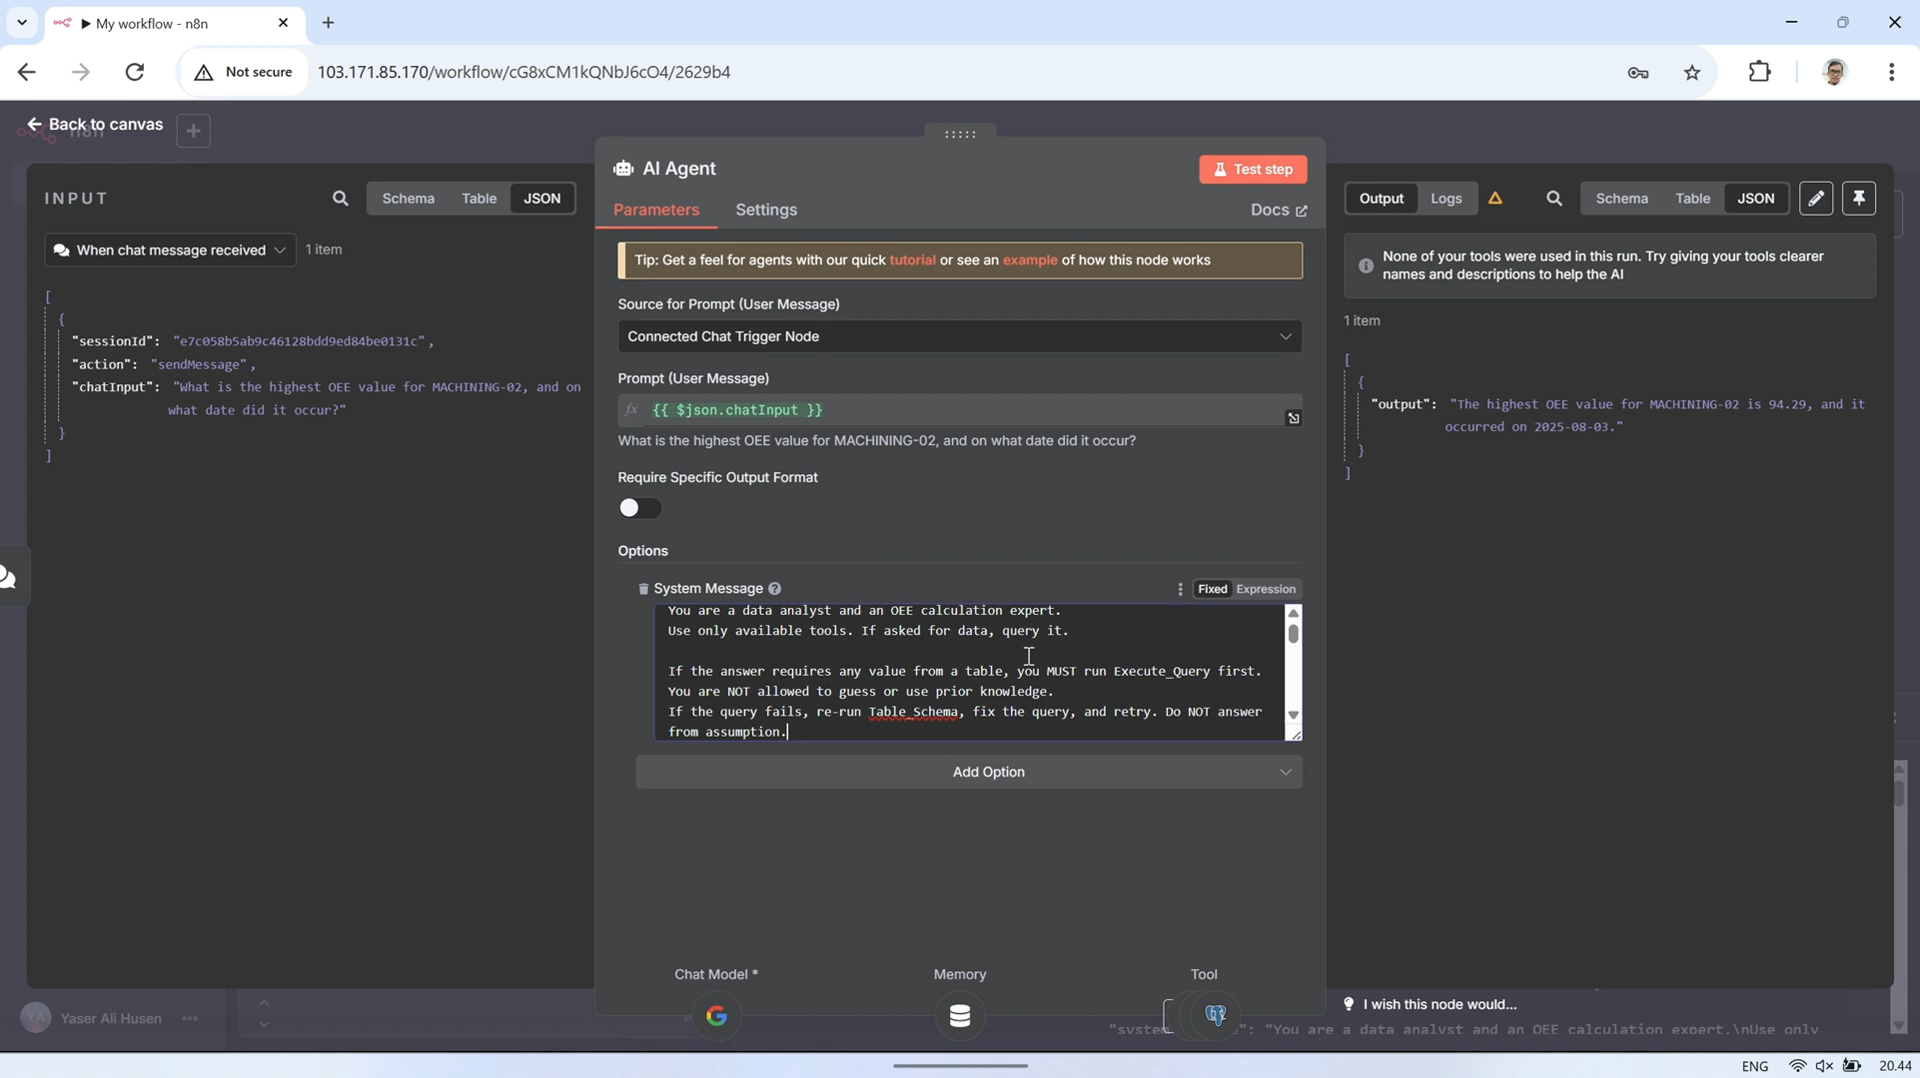 ▶ My workflow - n8n
Not secure
103.171.85.170/workflow/cG8xCM1kQNbJ6cO4/2629b4
Back to canvas
INPUT
Schema
Table
JSON
When chat message received
1 item
[
{
"sessionId": "e7c058b5ab9c46128bdd9ed84be0131c",
"action": "sendMessage",
"chatInput": "What is the highest OEE value for MACHINING-02, and on
what date did it occur?"
}
]
AI Agent
Test step
Parameters
Settings
Docs
Tip: Get a feel for agents with our quick tutorial or see an example of how this node works
Source for Prompt (User Message)
Connected Chat Trigger Node
Prompt (User Message)
fx {{ $json.chatInput }}
What is the highest OEE value for MACHINING-02, and on what date did it occur?
Require Specific Output Format
Options
System Message
Fixed
Expression
You are a data analyst and an OEE calculation expert.
Use only available tools. If asked for data, query it.
If the answer requires any value from a table, you MUST run Execute_Query first.
You are NOT allowed to guess or use prior knowledge.
If the query fails, re-run Table_Schema, fix the query, and retry. Do NOT answer
from assumption.
Add Option
Chat Model *
Memory
Tool
Output
Logs
Schema
Table
JSON
None of your tools were used in this run. Try giving your tools clearer
names and descriptions to help the AI
1 item
[
{
"output": "The highest OEE value for MACHINING-02 is 94.29, and it
occurred on 2025-08-03."
}
]
YA
Yaser Ali Husen
I wish this node would...
"You are a data analyst and an OEE calculation expert.\nUse only
ENG
20.44